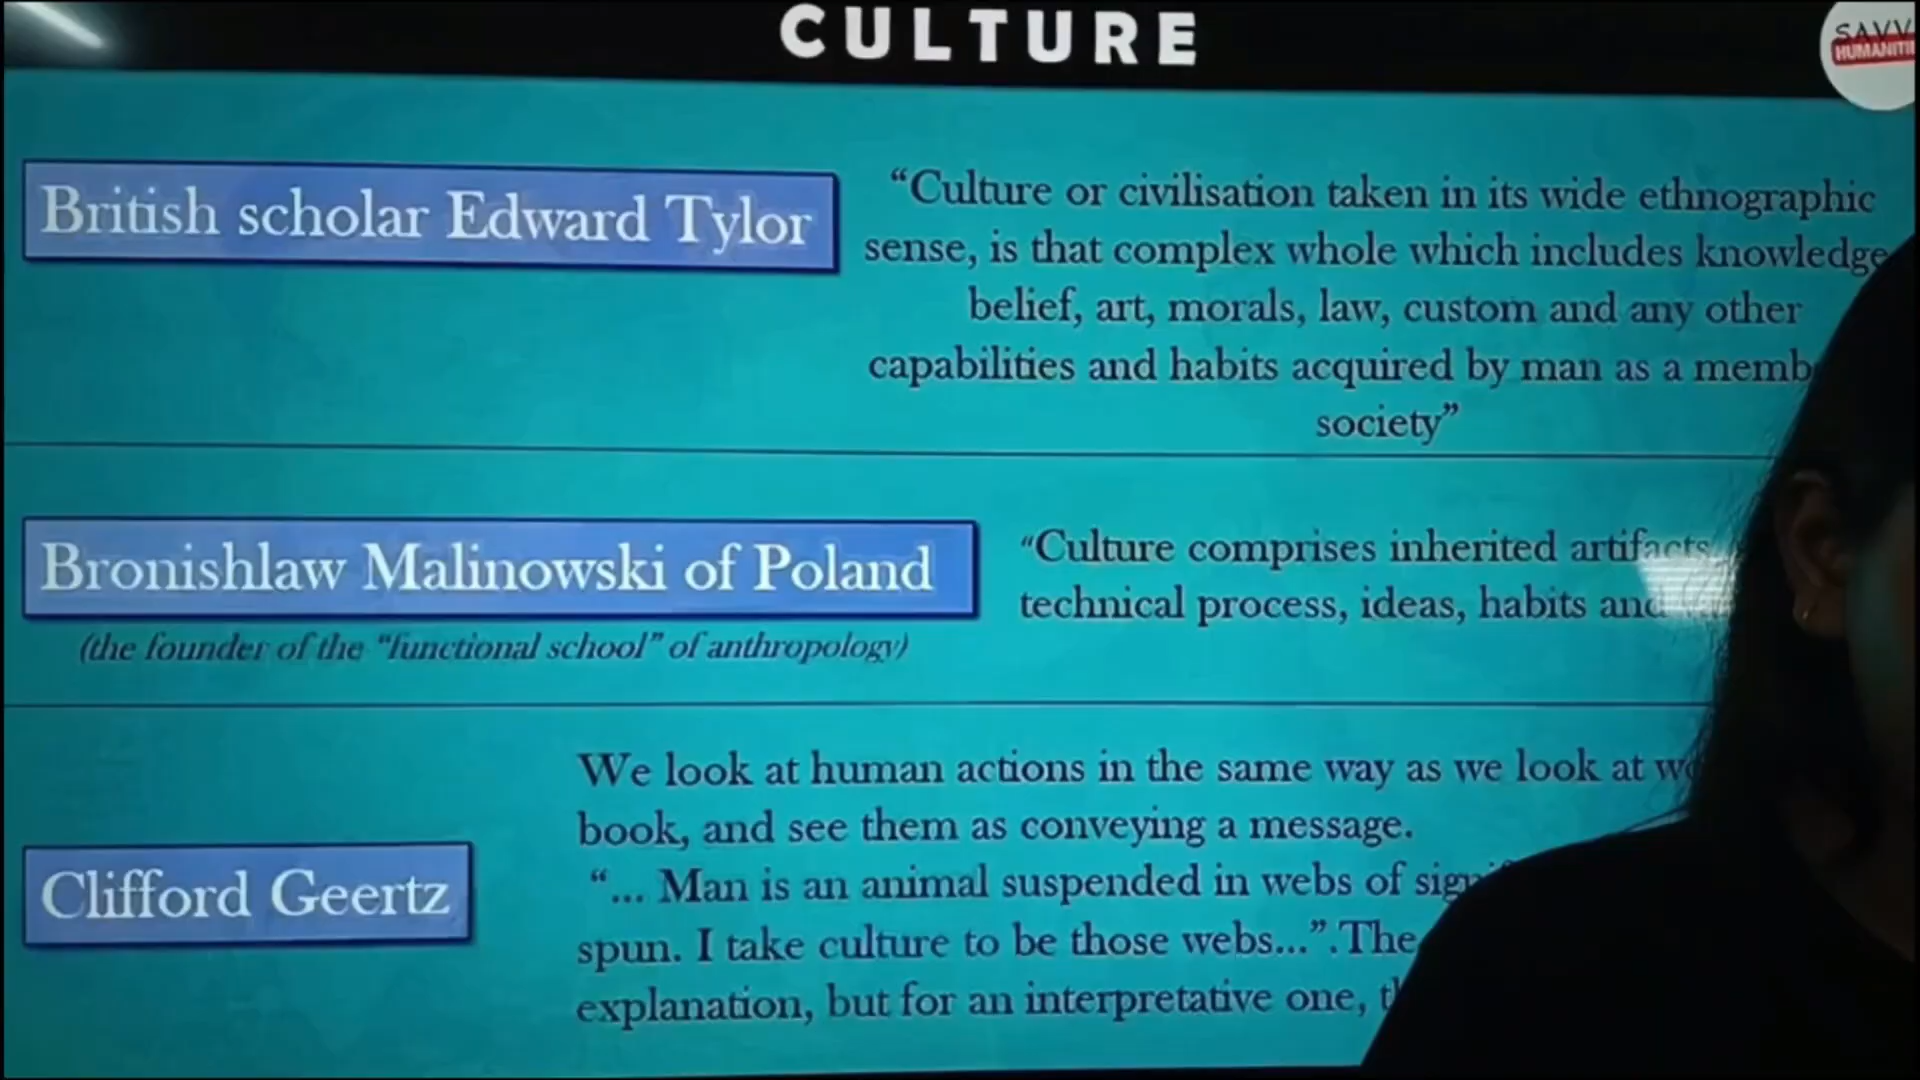 CULTURE
SAVV
HUMANITI
British scholar Edward Tylor
“Culture or civilisation taken in its wide ethnographic
sense, is that complex whole which includes knowledge
belief, art, morals, law, custom and any other
capabilities and habits acquired by man as a memb
society”
Bronishlaw Malinowski of Poland
(the founder of the “functional school” of anthropology)
“Culture comprises inherited artifacts,
technical process, ideas, habits and
Clifford Geertz
We look at human actions in the same way as we look at
book, and see them as conveying a message.
“... Man is an animal suspended in webs of
spun. I take culture to be those webs...”.The
explanation, but for an interpretative one,